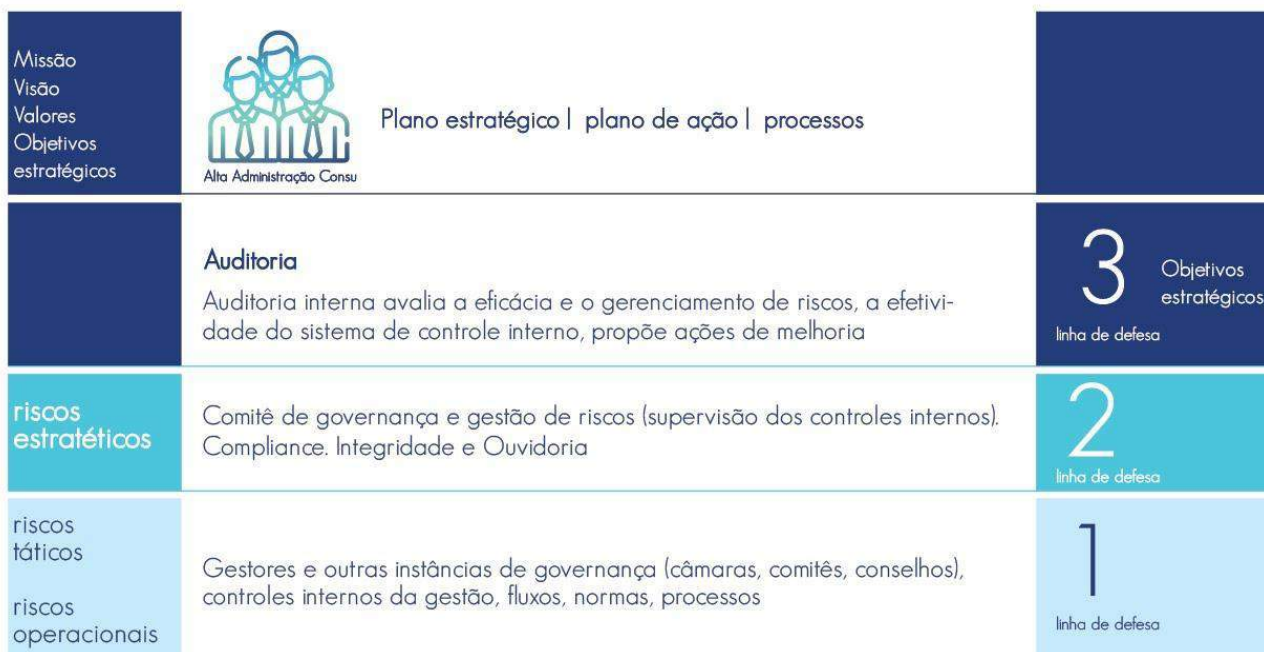 Missão
Visão
Valores
Objetivos
estratégicos
Alta Administração Consu
Plano estratégico | plano de ação | processos
Auditoria
Auditoria interna avalia a eficácia e o gerenciamento de riscos, a efetivi-
dade do sistema de controle interno, propõe ações de melhoria
3
linha de defesa
Objetivos
estratégicos
riscos
estratéticos
Comitê de governança e gestão de riscos (supervisão dos controles internos).
Compliance. Integridade e Ouvidoria
2
linha de defesa
riscos
táticos
riscos
operacionais
Gestores e outras instâncias de governança (câmaras, comitês, conselhos),
controles internos da gestão, fluxos, normas, processos
1
linha de defesa